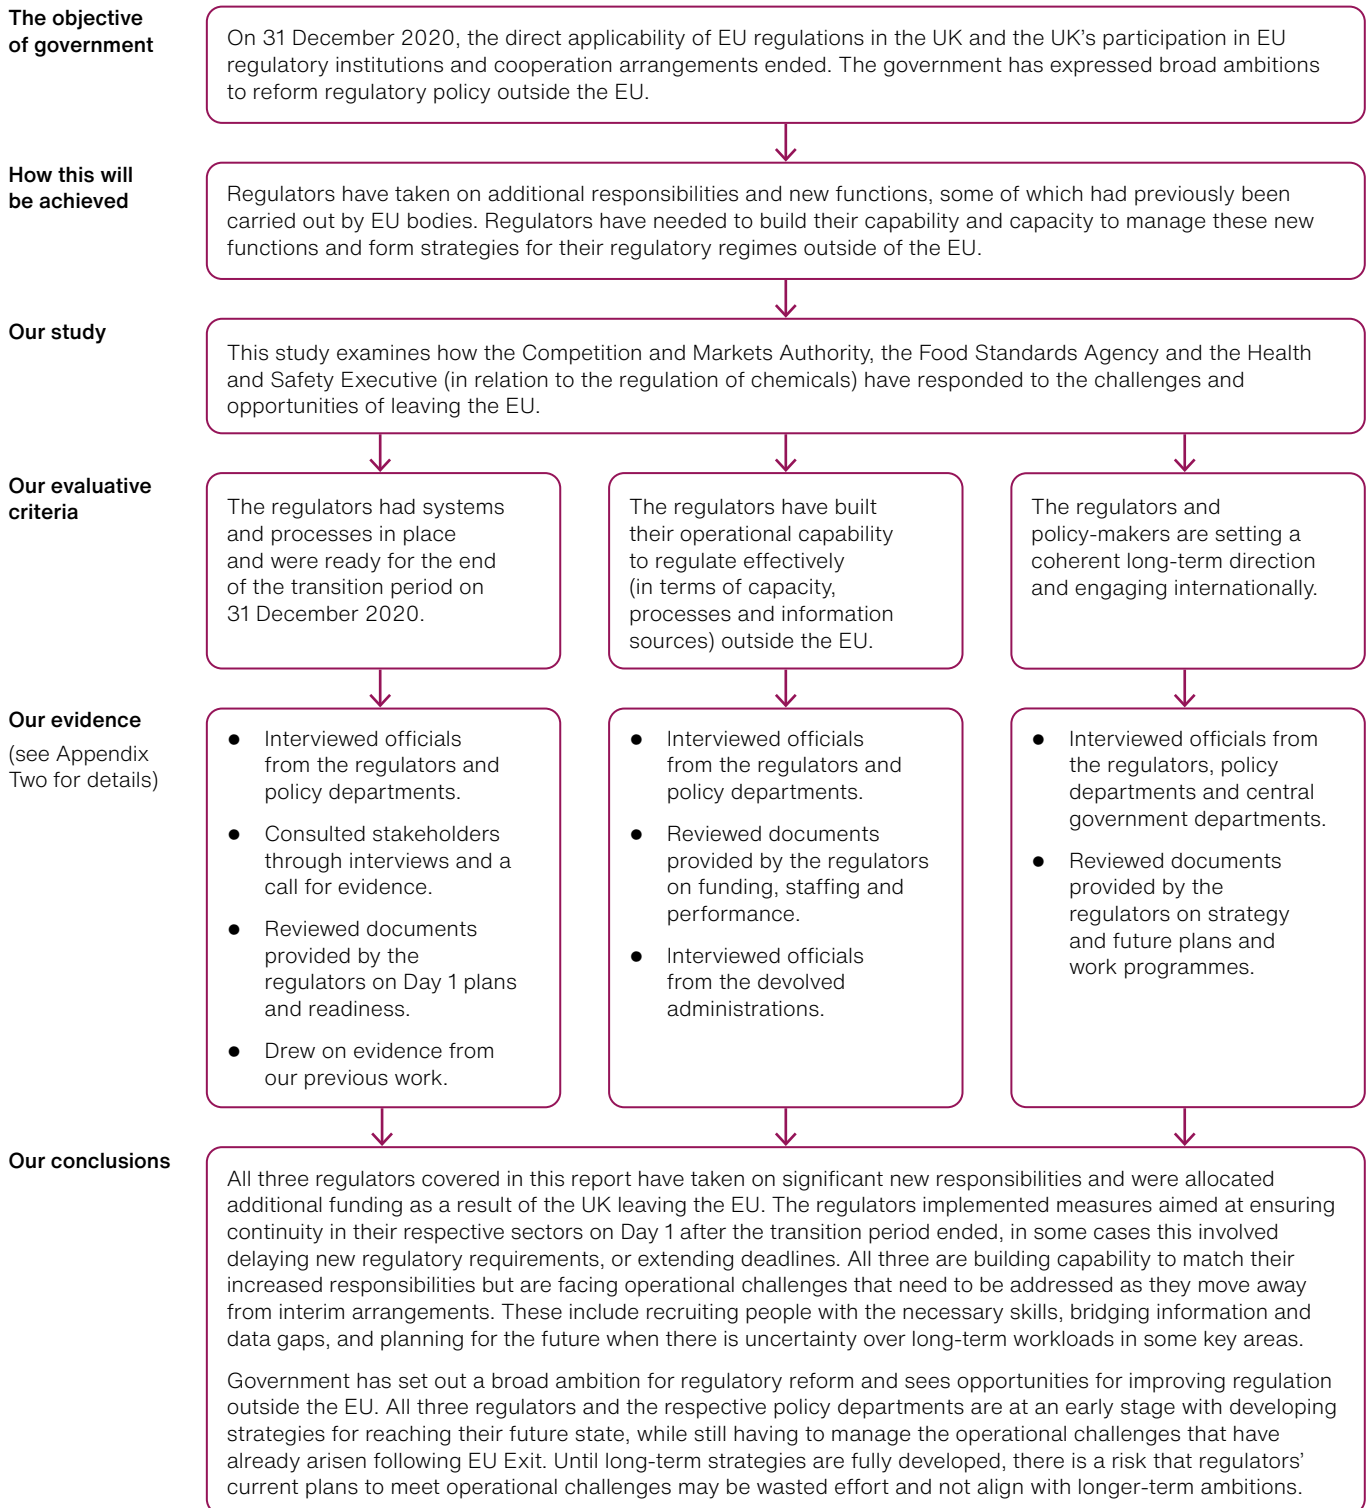 The objective
of government
On 31 December 2020, the direct applicability of EU regulations in the UK and the UK's participation in EU
regulatory institutions and cooperation arrangements ended. The government has expressed broad ambitions
to reform regulatory policy outside the EU.
How this will
be achieved
Regulators have taken on additional responsibilities and new functions, some of which had previously been
carried out by EU bodies. Regulators have needed to build their capability and capacity to manage these new
functions and form strategies for their regulatory regimes outside of the EU.
Our study
This study examines how the Competition and Markets Authority, the Food Standards Agency and the Health
and Safety Executive (in relation to the regulation of chemicals) have responded to the challenges and
opportunities of leaving the EU.
Our evaluative
criteria
The regulators had systems
and processes in place
and were ready for the end
of the transition period on
31 December 2020.
The regulators have built
their operational capability
to regulate effectively
(in terms of capacity,
processes and information
sources) outside the EU.
The regulators and
policy-makers are setting a
coherent long-term direction
and engaging internationally.
Our evidence
(see Appendix
Two for details)
● Interviewed officials
from the regulators and
policy departments.
● Consulted stakeholders
through interviews and a
call for evidence.
● Reviewed documents
provided by the
regulators on Day 1 plans
and readiness.
● Drew on evidence from
our previous work.
● Interviewed officials
from the regulators and
policy departments.
● Reviewed documents
provided by the regulators
on funding, staffing and
performance.
● Interviewed officials
from the devolved
administrations.
● Interviewed officials from
the regulators, policy
departments and central
government departments.
● Reviewed documents
provided by the
regulators on strategy
and future plans and
work programmes.
Our conclusions
All three regulators covered in this report have taken on significant new responsibilities and were allocated
additional funding as a result of the UK leaving the EU. The regulators implemented measures aimed at ensuring
continuity in their respective sectors on Day 1 after the transition period ended, in some cases this involved
delaying new regulatory requirements, or extending deadlines. All three are building capability to match their
increased responsibilities but are facing operational challenges that need to be addressed as they move away
from interim arrangements. These include recruiting people with the necessary skills, bridging information and
data gaps, and planning for the future when there is uncertainty over long-term workloads in some key areas.
Government has set out a broad ambition for regulatory reform and sees opportunities for improving regulation
outside the EU. All three regulators and the respective policy departments are at an early stage with developing
strategies for reaching their future state, while still having to manage the operational challenges that have
already arisen following EU Exit. Until long-term strategies are fully developed, there is a risk that regulators'
current plans to meet operational challenges may be wasted effort and not align with longer-term ambitions.